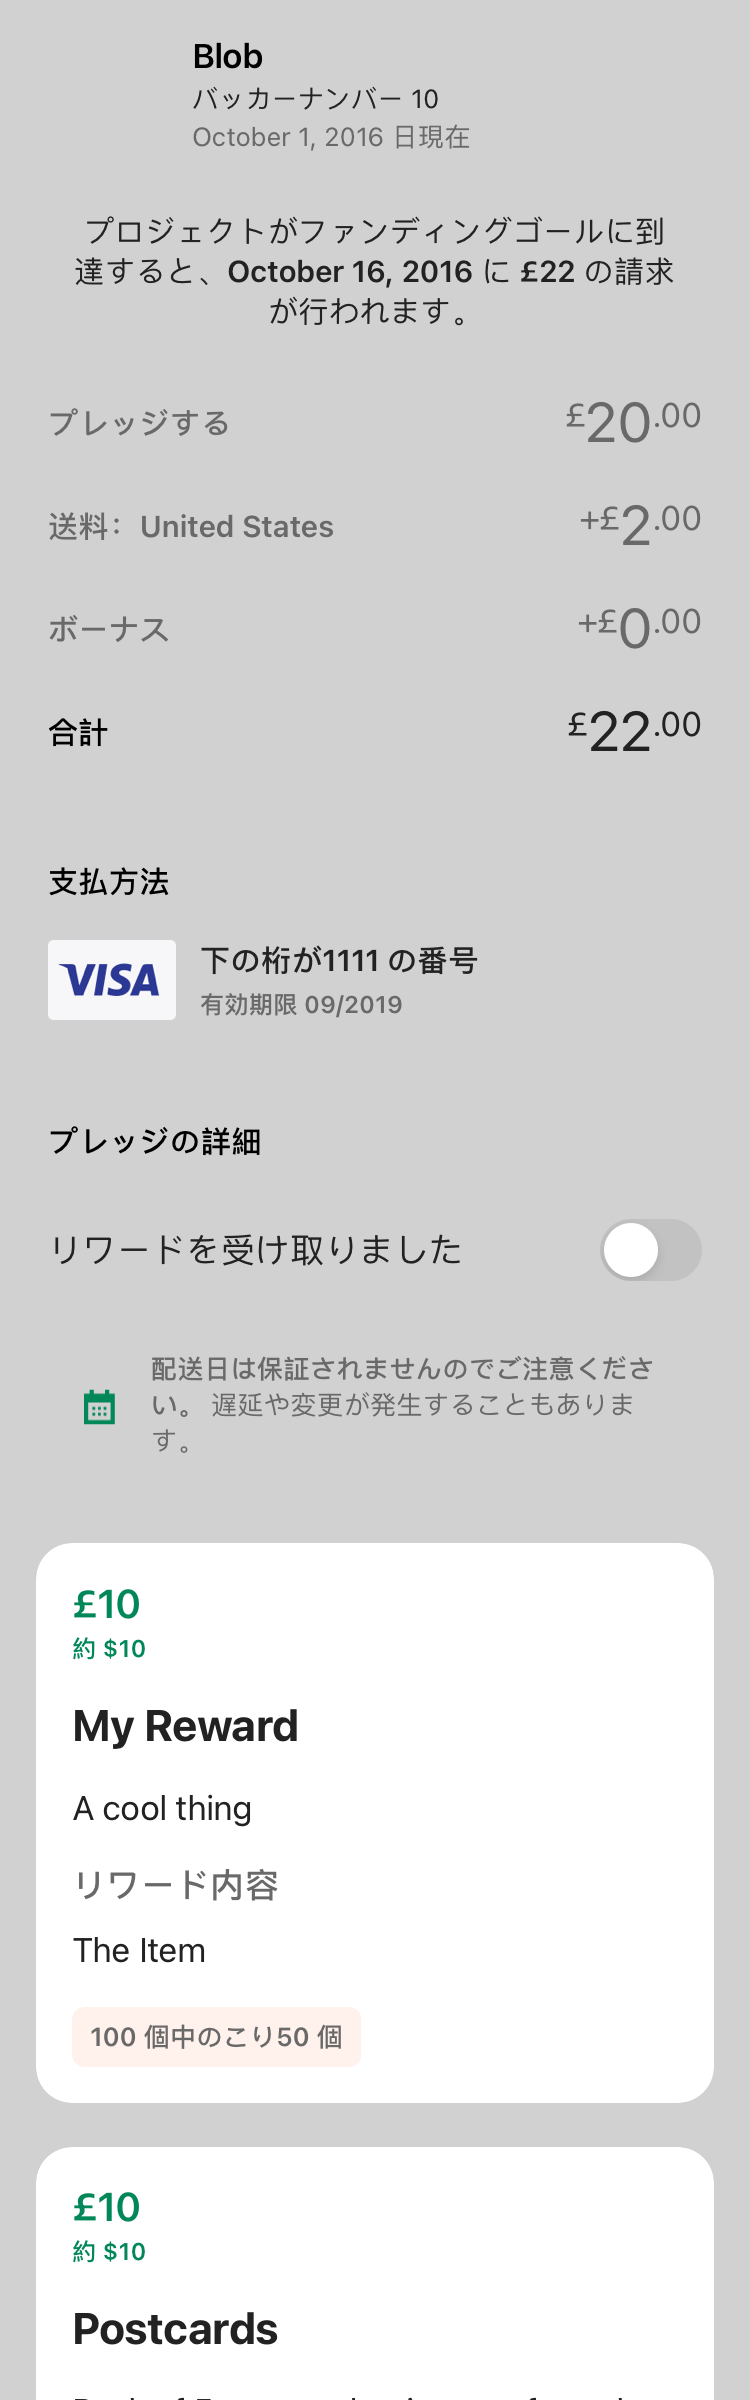 Blob
バッカーナンバー 10
October 1, 2016 日現在
プロジェクトがファンディングゴールに到
達すると、October 16, 2016 に £22 の請求
が行われます。
プレッジする £20.00
送料： United States +£2.00
ボーナス +£0.00
合計 £22.00
支払方法
VISA
下の桁が1111 の番号
有効期限 09/2019
プレッジの詳細
リワードを受け取りました
配送日は保証されませんのでご注意くださ
い。 遅延や変更が発生することもありま
す。
£10
約 $10
My Reward
A cool thing
リワード内容
The Item
100 個中のこり50 個
£10
約 $10
Postcards